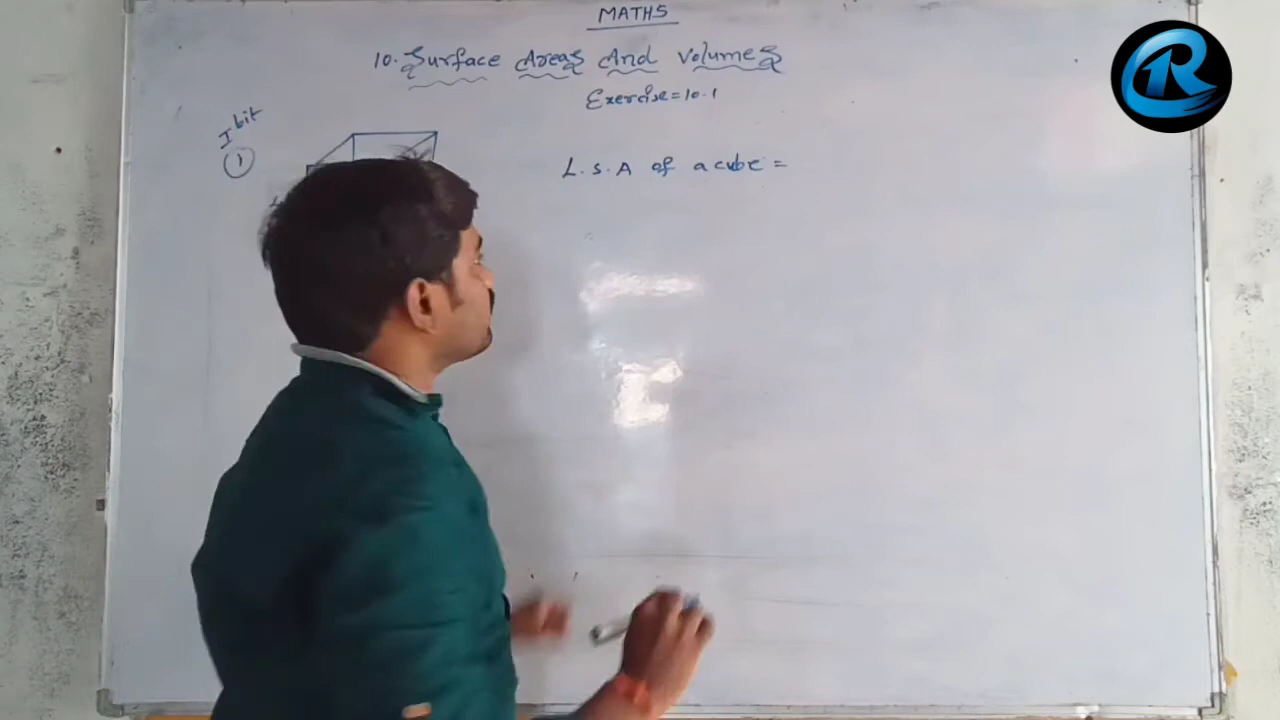 MATHS
10. Surface Areas And Volumes
Exercise = 10.1
I bit
1
L.S.A of a cube =
R